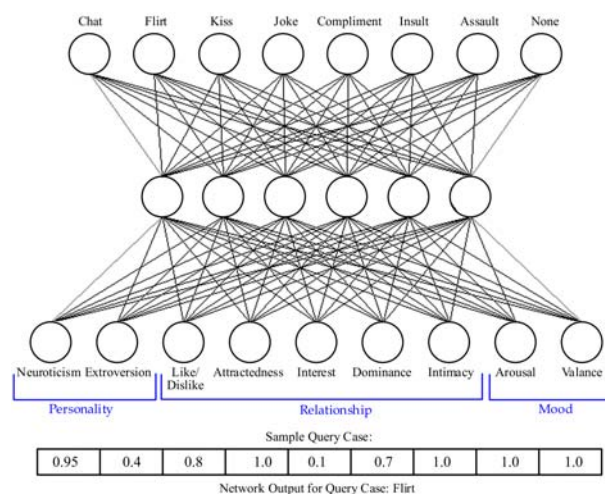 Chat Flirt Kiss Joke Compliment Insult Assault None
Neuroticism Extroversion Like/ Attractedness Interest Dominance Intimacy Arousal Valance
Dislike
Personality Relationship Mood
Sample Query Case:
0.95 0.4 0.8 1.0 0.1 0.7 1.0 1.0 1.0
Network Output for Query Case: Flirt